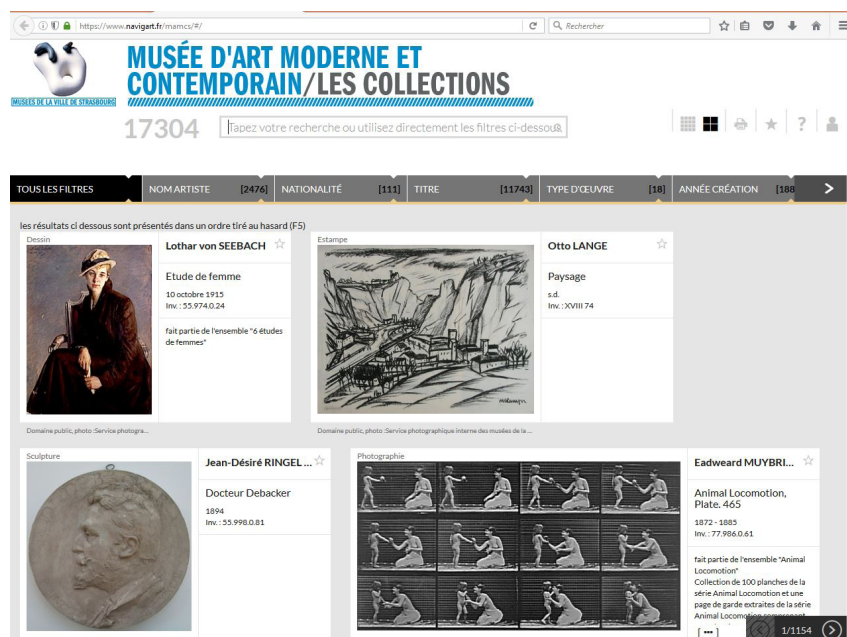 https://www.navigart.fr/mamcs/#/
Rechercher
MUSÉE D'ART MODERNE ET
CONTEMPORAIN/LES COLLECTIONS
MUSÉES DE LA VILLE DE STRASBOURG
17304
Tapez votre recherche ou utilisez directement les filtres ci-dessous
TOUS LES FILTRES
NOM ARTISTE [2476]
NATIONALITÉ [111]
TITRE [11743]
TYPE D'ŒUVRE [18]
ANNÉE CRÉATION [188
les résultats ci dessous sont présentés dans un ordre tiré au hasard (F5)
Dessin
Lothar von SEEBACH
Etude de femme
10 octobre 1915
Inv. : 55.974.0.24
fait partie de l'ensemble "6 études
de femmes"
Domaine public, photo :Service photogra...
Estampe
Otto LANGE
Paysage
s.d.
Inv. : XVIII 74
Domaine public, photo :Service photographique interne des musées de la ...
Sculpture
Jean-Désiré RINGEL ...
Docteur Debacker
1894
Inv. : 55.998.0.81
Photographie
Eadweard MUYBRI...
Animal Locomotion,
Plate. 465
1872 - 1885
Inv. : 77.986.0.61
fait partie de l'ensemble "Animal
Locomotion"
Collection de 100 planches de la
série Animal Locomotion et une
page de garde extraites de la série
Animal Locomotion
[ ••• ]
1/1154